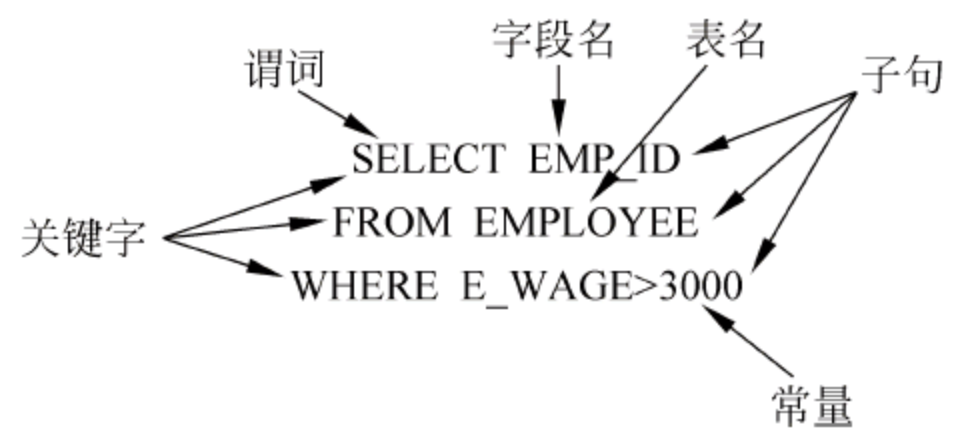 字段名 表名
谓词 子句
SELECT EMP_ID
FROM EMPLOYEE
关键字
WHERE E_WAGE>3000
常量